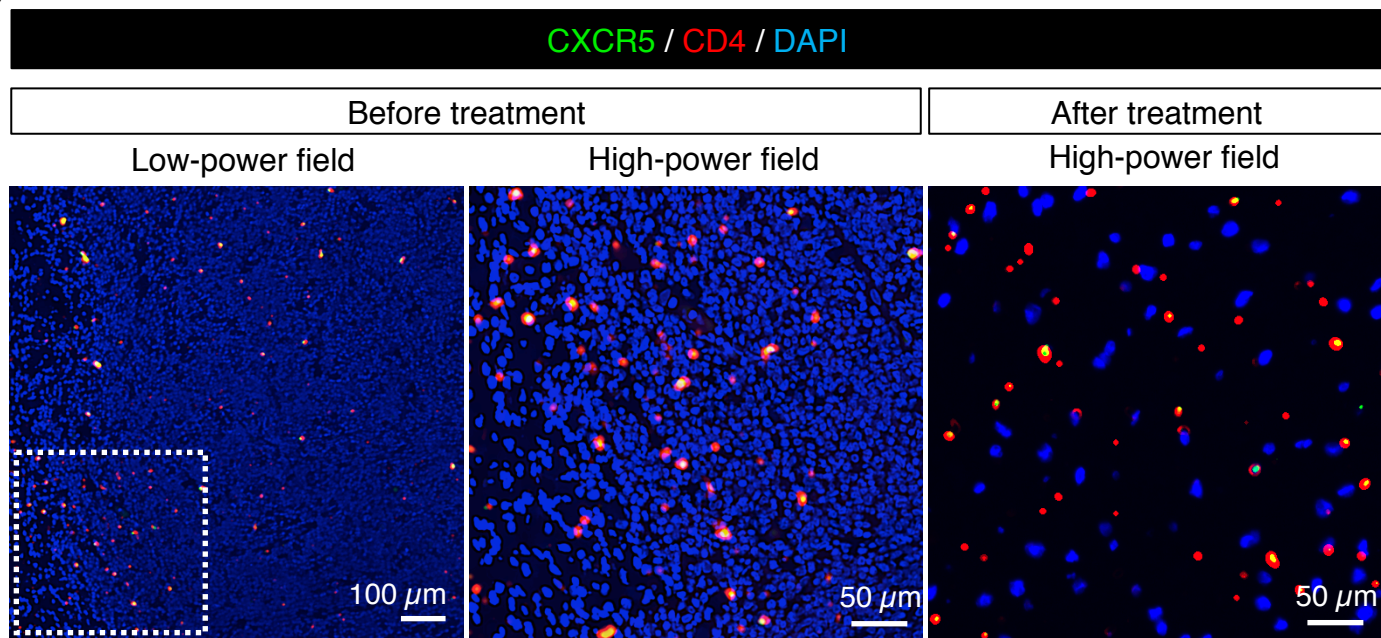 CXCR5 / CD4 / DAPI
Before treatment
After treatment
Low-power field
High-power field
High-power field
100 µm
50 µm
50 µm